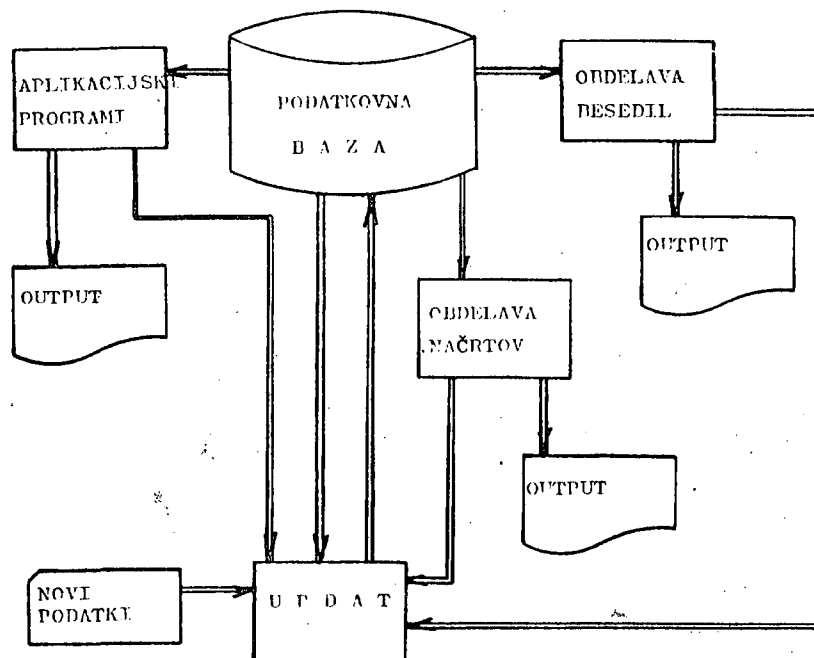 APLIKACIJSKI
PROGRAMI
PODATKOVNA
B A Z A
OBDELAVA
BESEDIL
OUTPUT
OUTPUT
OBDELAVA
NAČRTOV
OUTPUT
NOVI
PODATKI
U P D A T